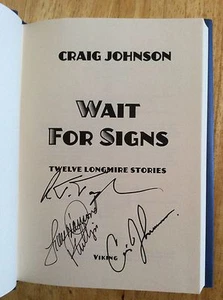 CRAIG JOHNSON
WAIT
FOR SIGNS
TWELVE LONGMIRE STORIES
VIKING